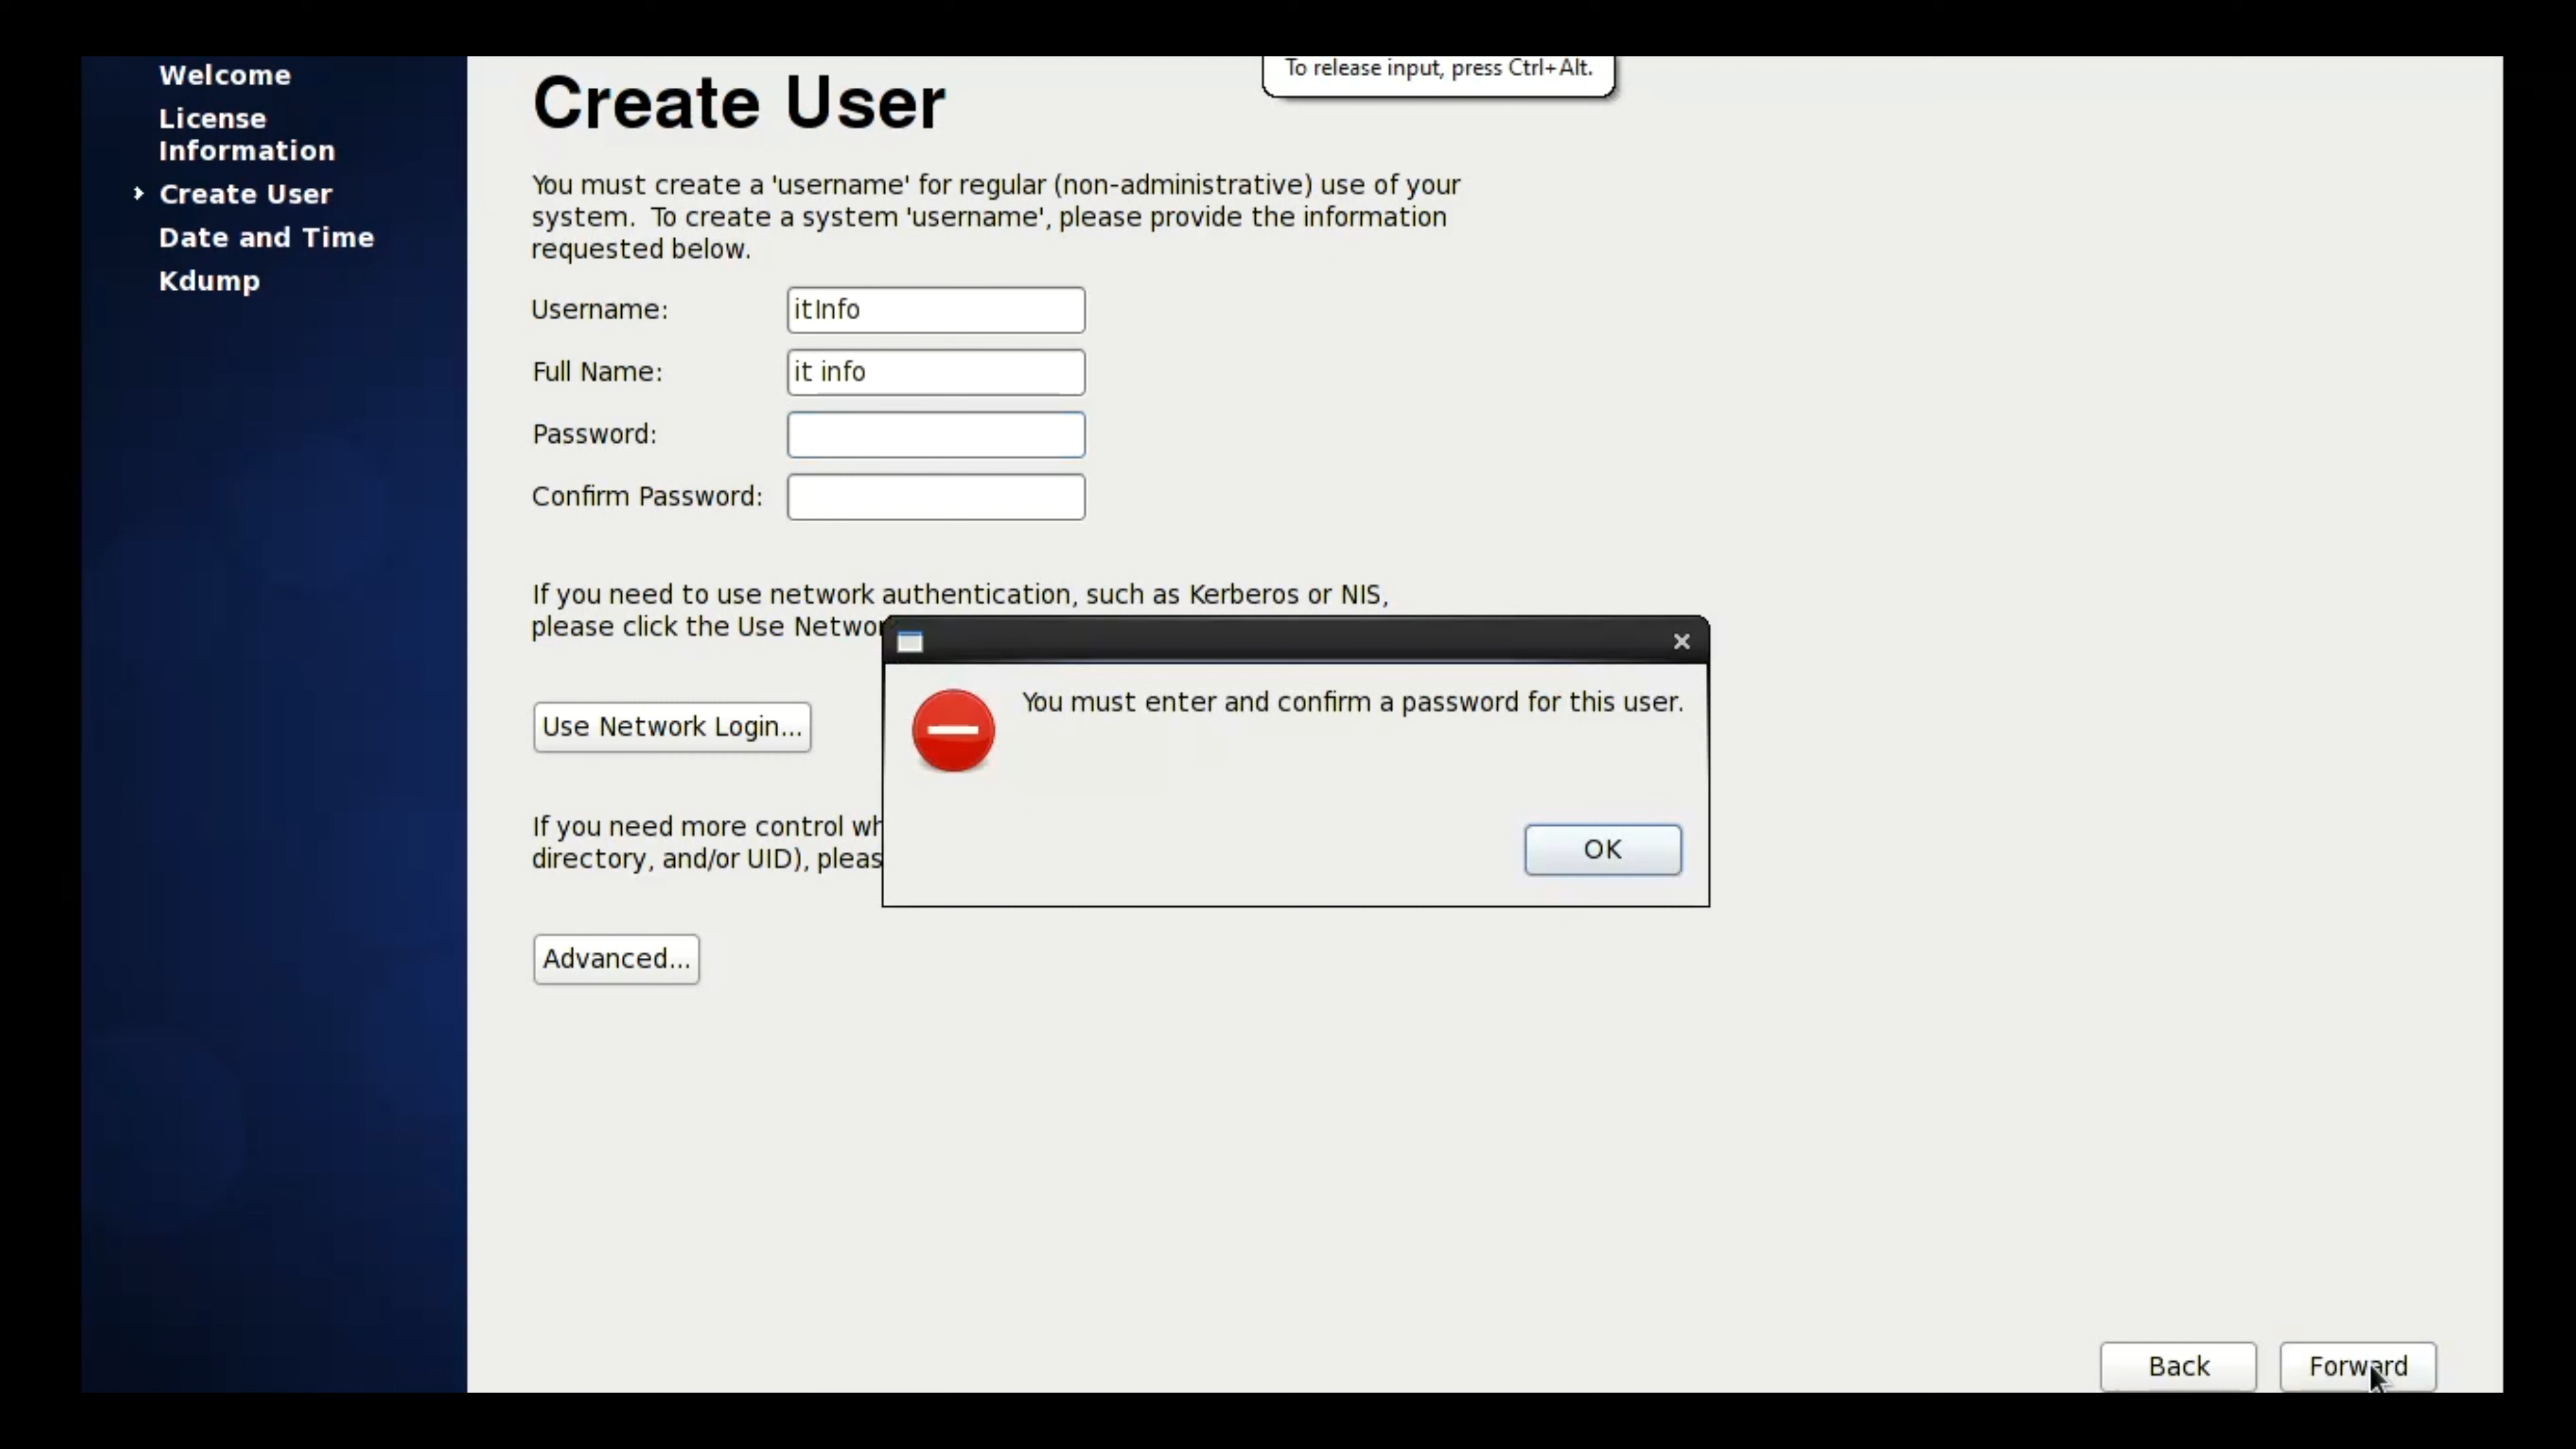 Welcome
License
Information
Create User
Date and Time
Kdump
To release input, press Ctrl+Alt.
Create User
You must create a 'username' for regular (non-administrative) use of your
system.  To create a system 'username', please provide the information
requested below.
Username: itInfo
Full Name: it info
Password:
Confirm Password:
If you need to use network authentication, such as Kerberos or NIS,
please click the Use Networ
You must enter and confirm a password for this user.
Use Network Login...
If you need more control wh
directory, and/or UID), pleas
OK
Advanced...
Back
Forward